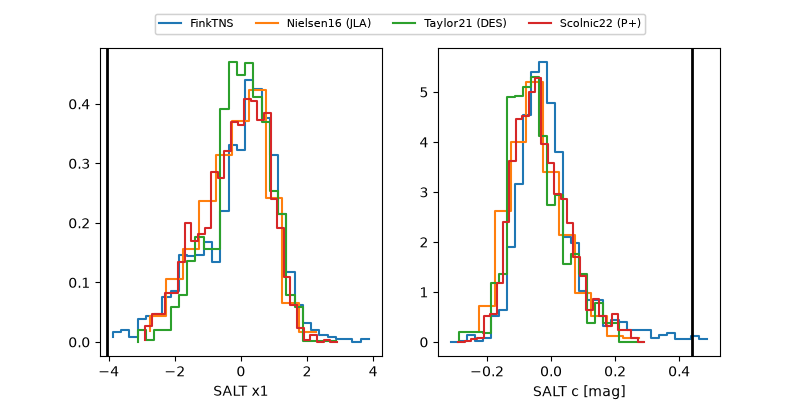 FinkTNS Nielsen16 (JLA) Taylor21 (DES) Scolnic22 (P+)
0.4
0.3
0.2
0.1
0.0
−4 −2 0 2 4
SALT x1
5
4
3
2
1
0
−0.2 0.0 0.2 0.4
SALT c [mag]